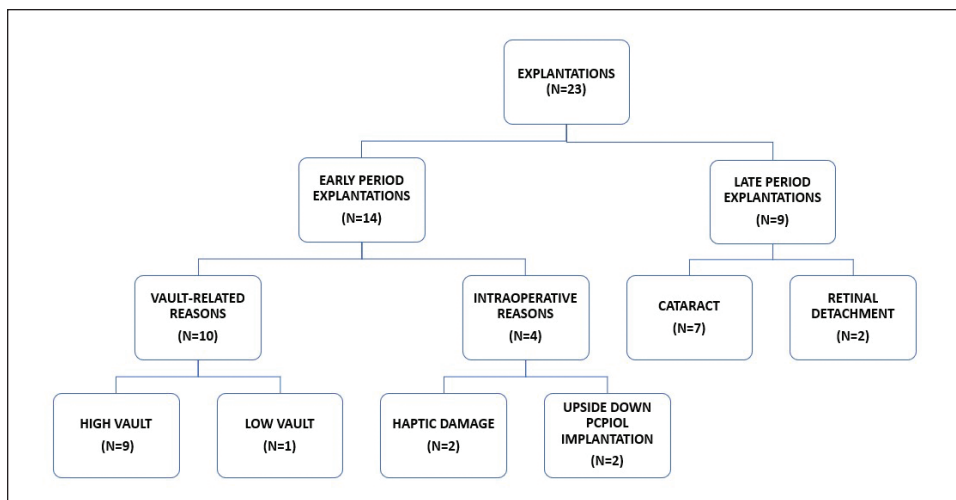 EXPLANTATIONS
(N=23)
EARLY PERIOD
EXPLANTATIONS
(N=14)
LATE PERIOD
EXPLANTATIONS
(N=9)
VAULT-RELATED
REASONS
(N=10)
INTRAOPERATIVE
REASONS
(N=4)
CATARACT
(N=7)
RETINAL
DETACHMENT
(N=2)
HIGH VAULT
(N=9)
LOW VAULT
(N=1)
HAPTIC DAMAGE
(N=2)
UPSIDE DOWN
PCPIOL
IMPLANTATION
(N=2)